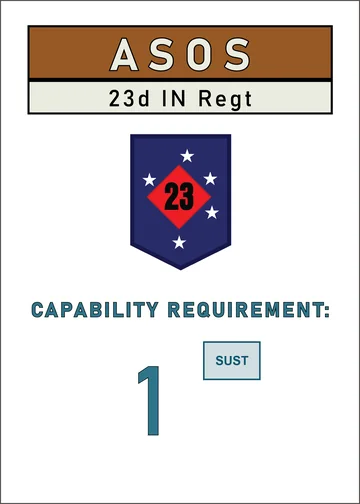 ASOS
23d IN Regt
23
CAPABILITY REQUIREMENT:
SUST
1